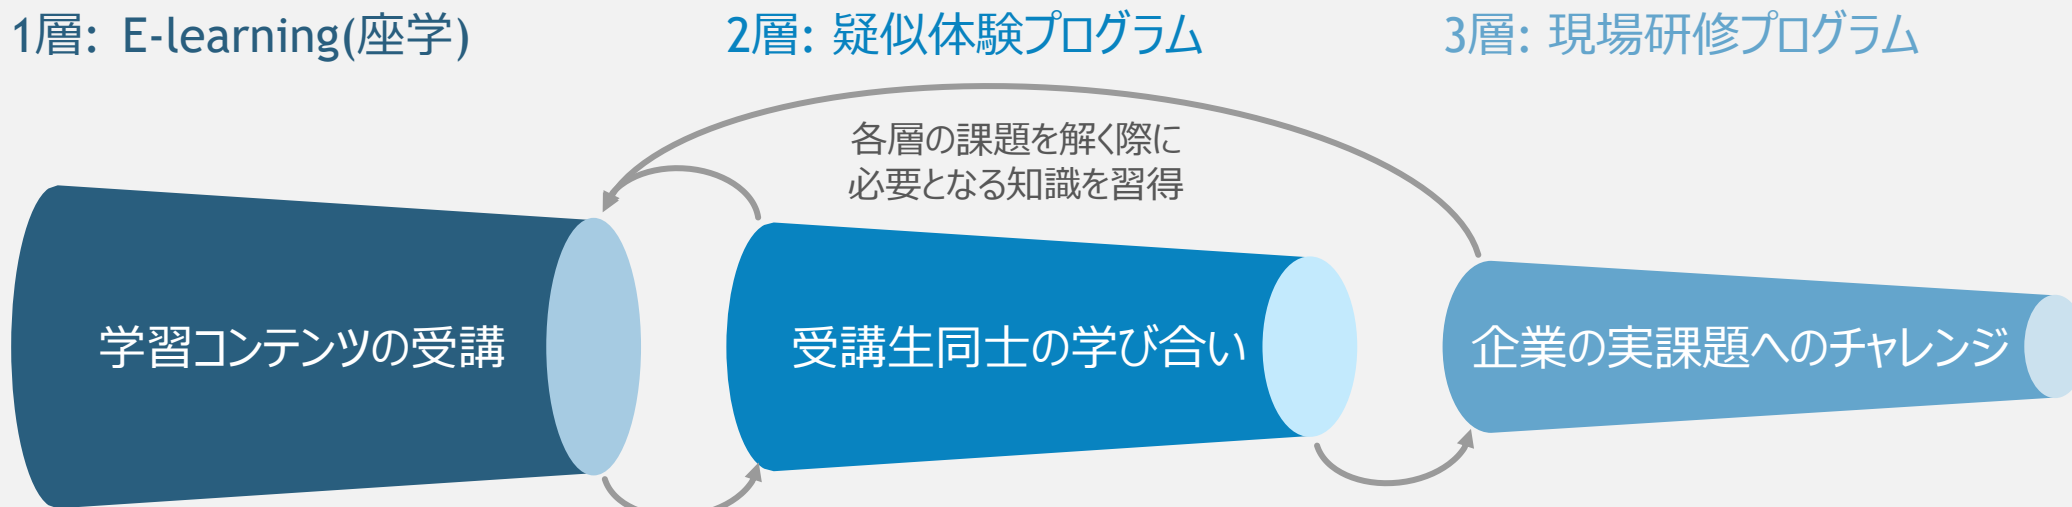 1層: E-learning(座学)
2層: 疑似体験プログラム
3層: 現場研修プログラム
各層の課題を解く際に
必要となる知識を習得
学習コンテンツの受講
受講生同士の学び合い
企業の実課題へのチャレンジ